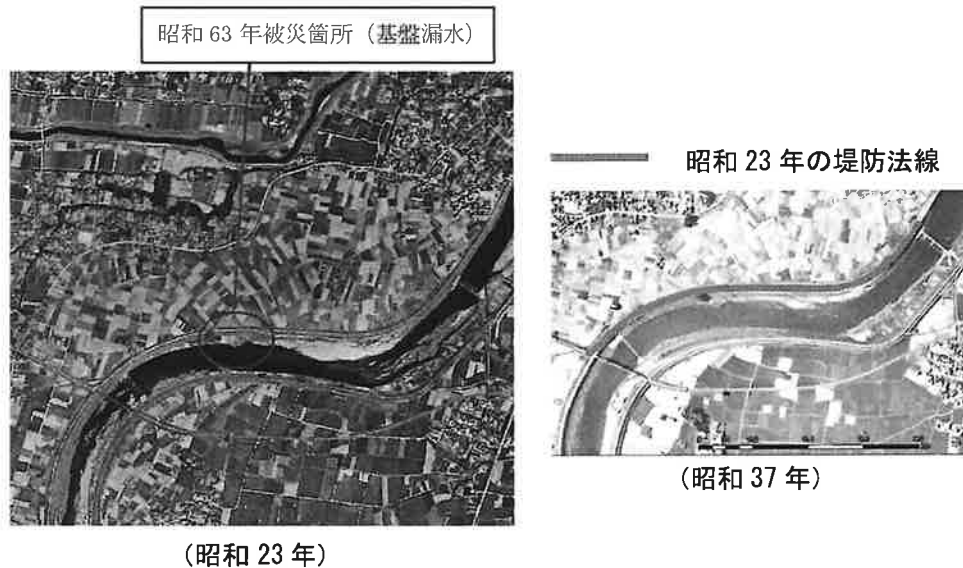 昭和 63 年被災箇所（基盤漏水）
昭和 23 年の堤防法線
(昭和 37 年)
(昭和 23 年)